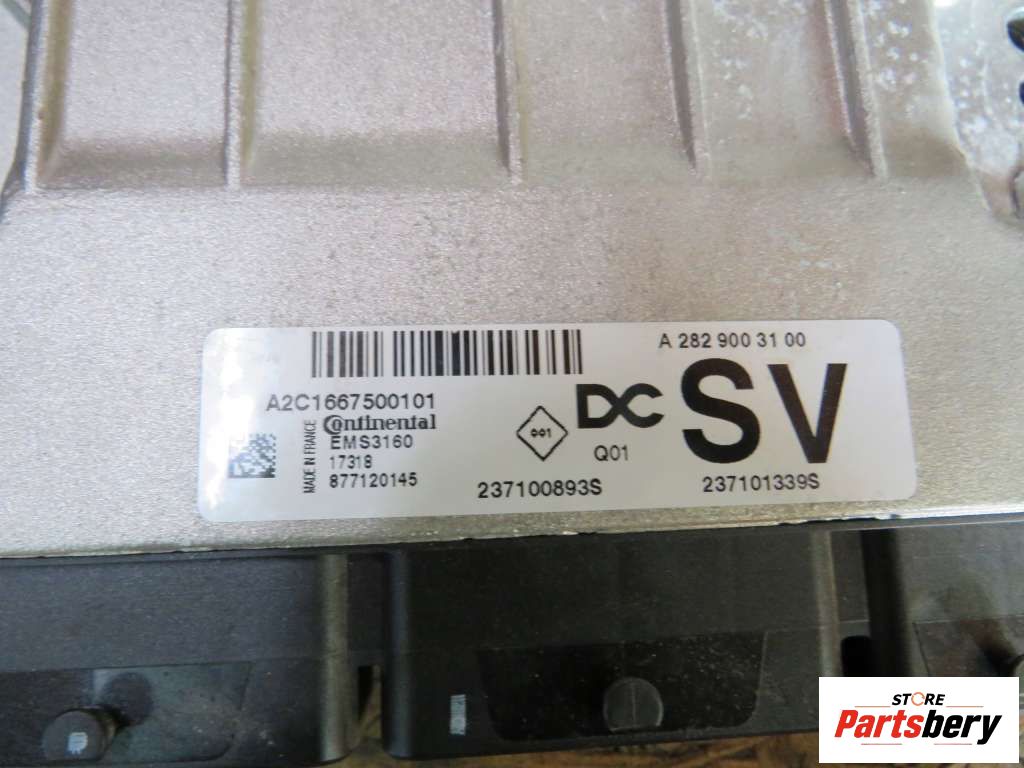 A 282 900 31 00
A2C1667500101
Continental
EMS3160
17318
877120145
MADE IN FRANCE
001
DC
Q01
SV
237100893S
237101339S
STORE
Partsbery